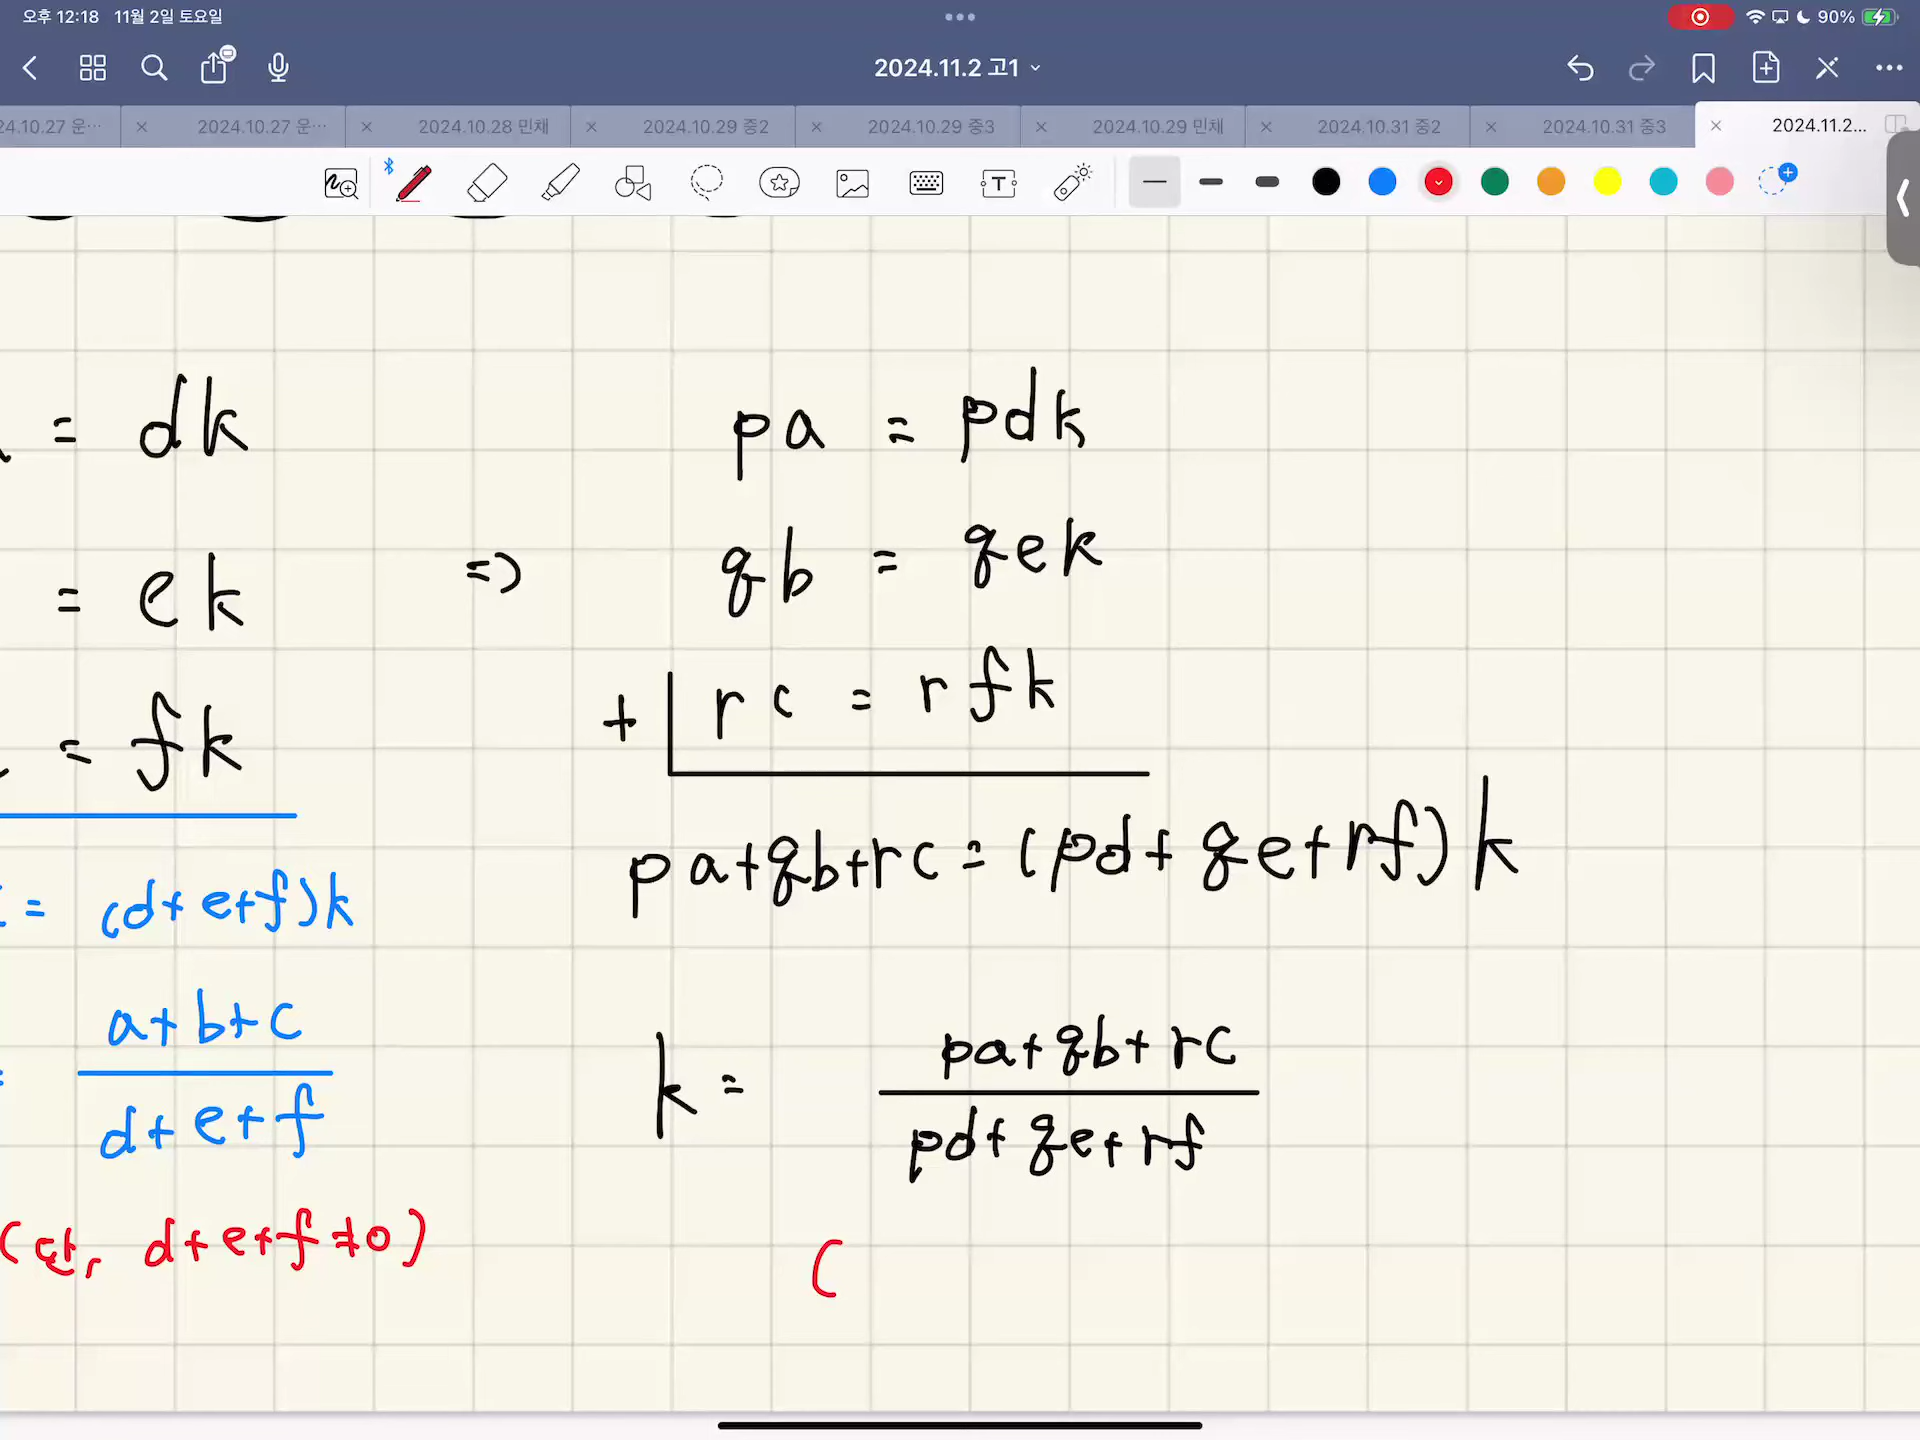 오후 12:18 11월 2일 토요일
90%
2024.11.2 고1
24.10.27 운… 2024.10.27 운… 2024.10.28 민채 2024.10.29 중2 2024.10.29 중3 2024.10.29 민채 2024.10.31 중2 2024.10.31 중3 2024.11.2...
= dk
= ek
= fk
= (d+e+f)k
= a+b+c
d+e+f
(단, d+e+f≠0)
⇒
pa = pdk
qb = qek
+ rc = rfk
pa+qb+rc = (pd+qe+rf)k
k = pa+qb+rc
pd+qe+rf
(